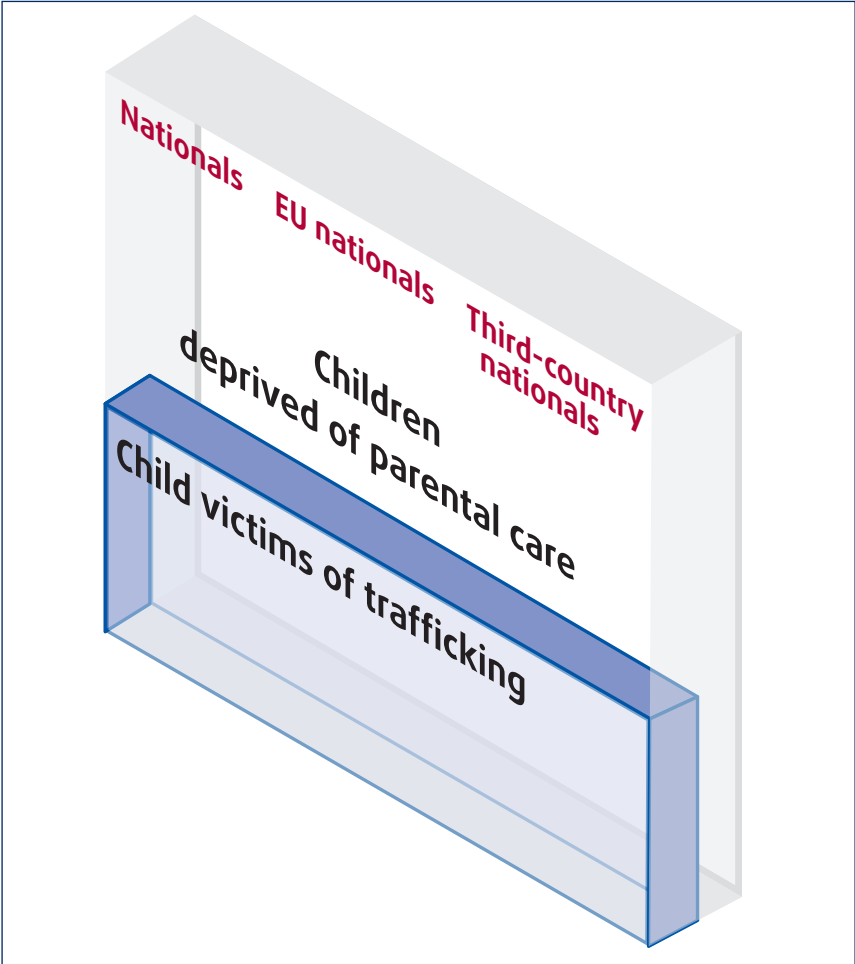 Nationals
EU nationals
Third-country
nationals
Children
deprived of parental care
Child victims of trafficking